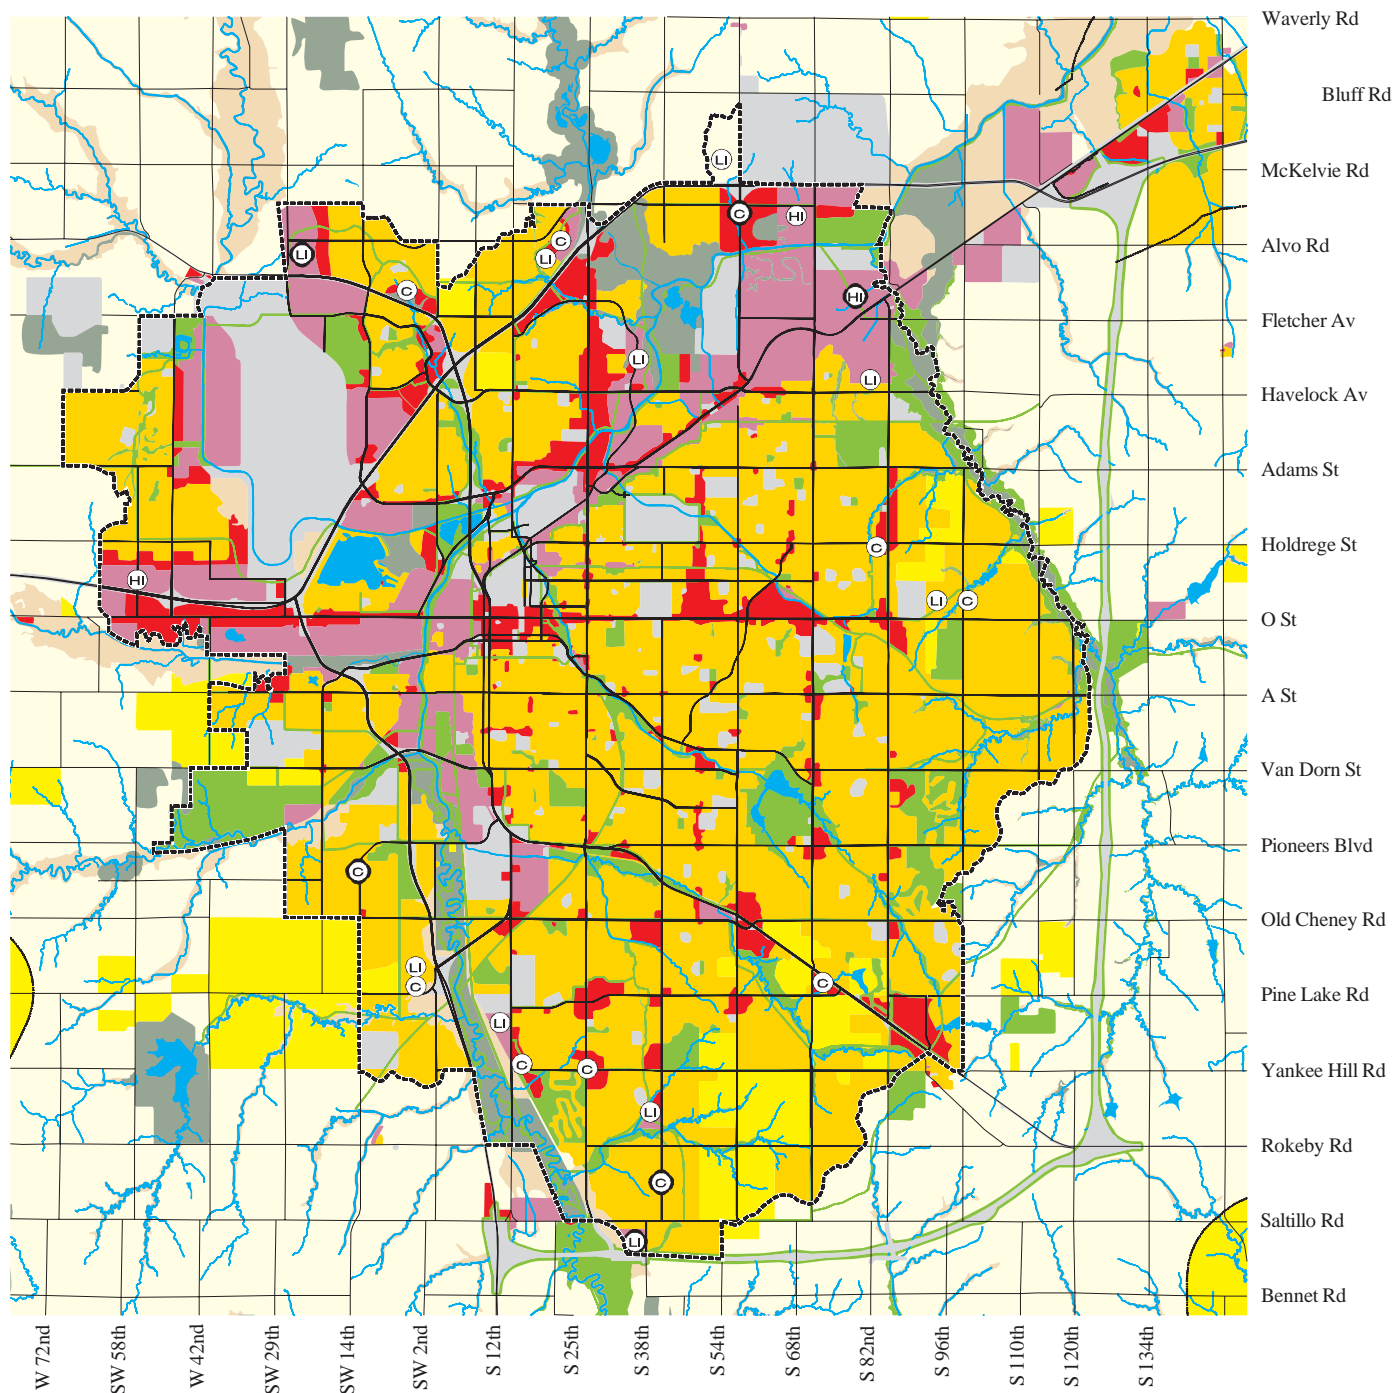 Waverly Rd
Bluff Rd
LI
McKelvie Rd
C
HI
C
LI
LI
Alvo Rd
C
HI
Fletcher Av
LI
LI
Havelock Av
Adams St
C
Holdrege St
HI
LI
C
O St
A St
Van Dorn St
Pioneers Blvd
C
Old Cheney Rd
LI
C
C
Pine Lake Rd
LI
C
C
Yankee Hill Rd
LI
Rokeby Rd
C
Saltillo Rd
LI
Bennet Rd
W 72nd
SW 58th
W 42nd
SW 29th
SW 14th
SW 2nd
S 12th
S 25th
S 38th
S 54th
S 68th
S 82nd
S 96th
S 110th
S 120th
S 134th